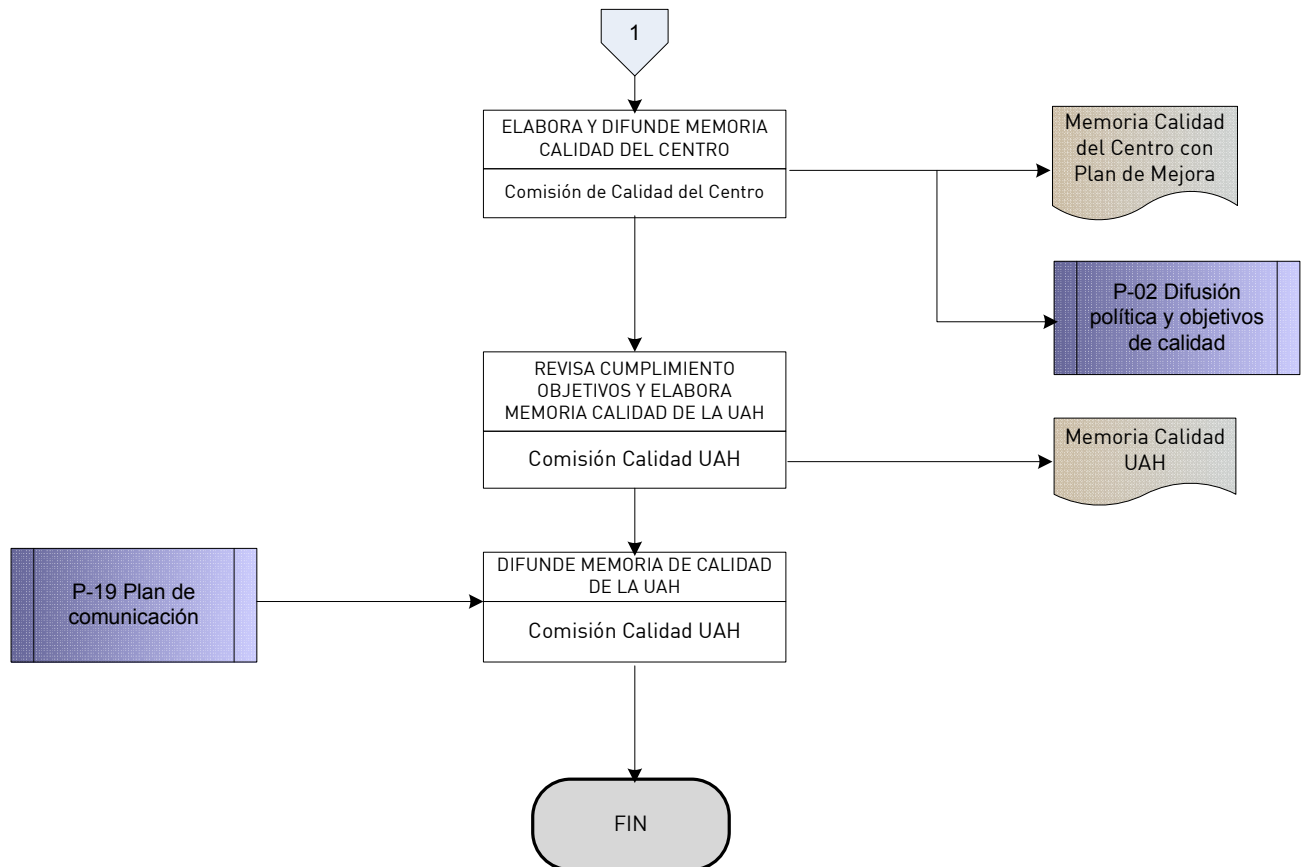 1
ELABORA Y DIFUNDE MEMORIA
CALIDAD DEL CENTRO
Comisión de Calidad del Centro
Memoria Calidad
del Centro con
Plan de Mejora
P-02 Difusión
política y objetivos
de calidad
REVISA CUMPLIMIENTO
OBJETIVOS Y ELABORA
MEMORIA CALIDAD DE LA UAH
Comisión Calidad UAH
Memoria Calidad
UAH
P-19 Plan de
comunicación
DIFUNDE MEMORIA DE CALIDAD
DE LA UAH
Comisión Calidad UAH
FIN